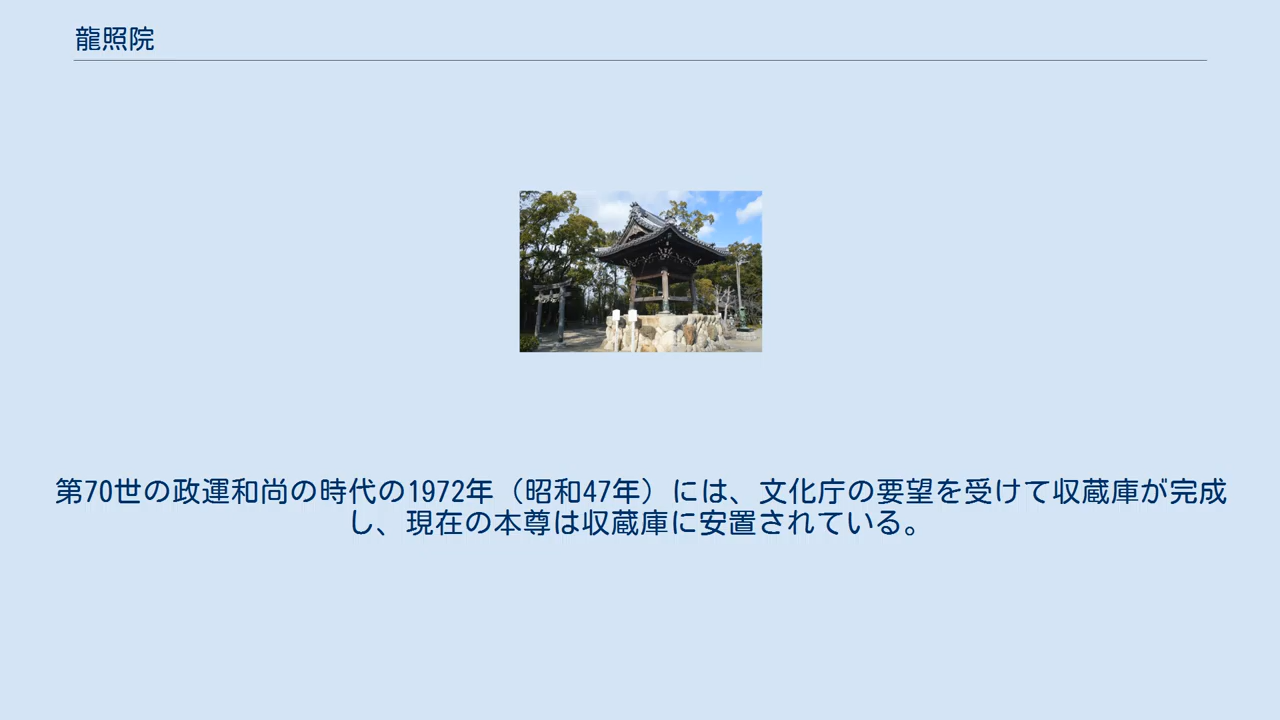 龍照院
第70世の政運和尚の時代の1972年（昭和47年）には、文化庁の要望を受けて収蔵庫が完成
し、現在の本尊は収蔵庫に安置されている。